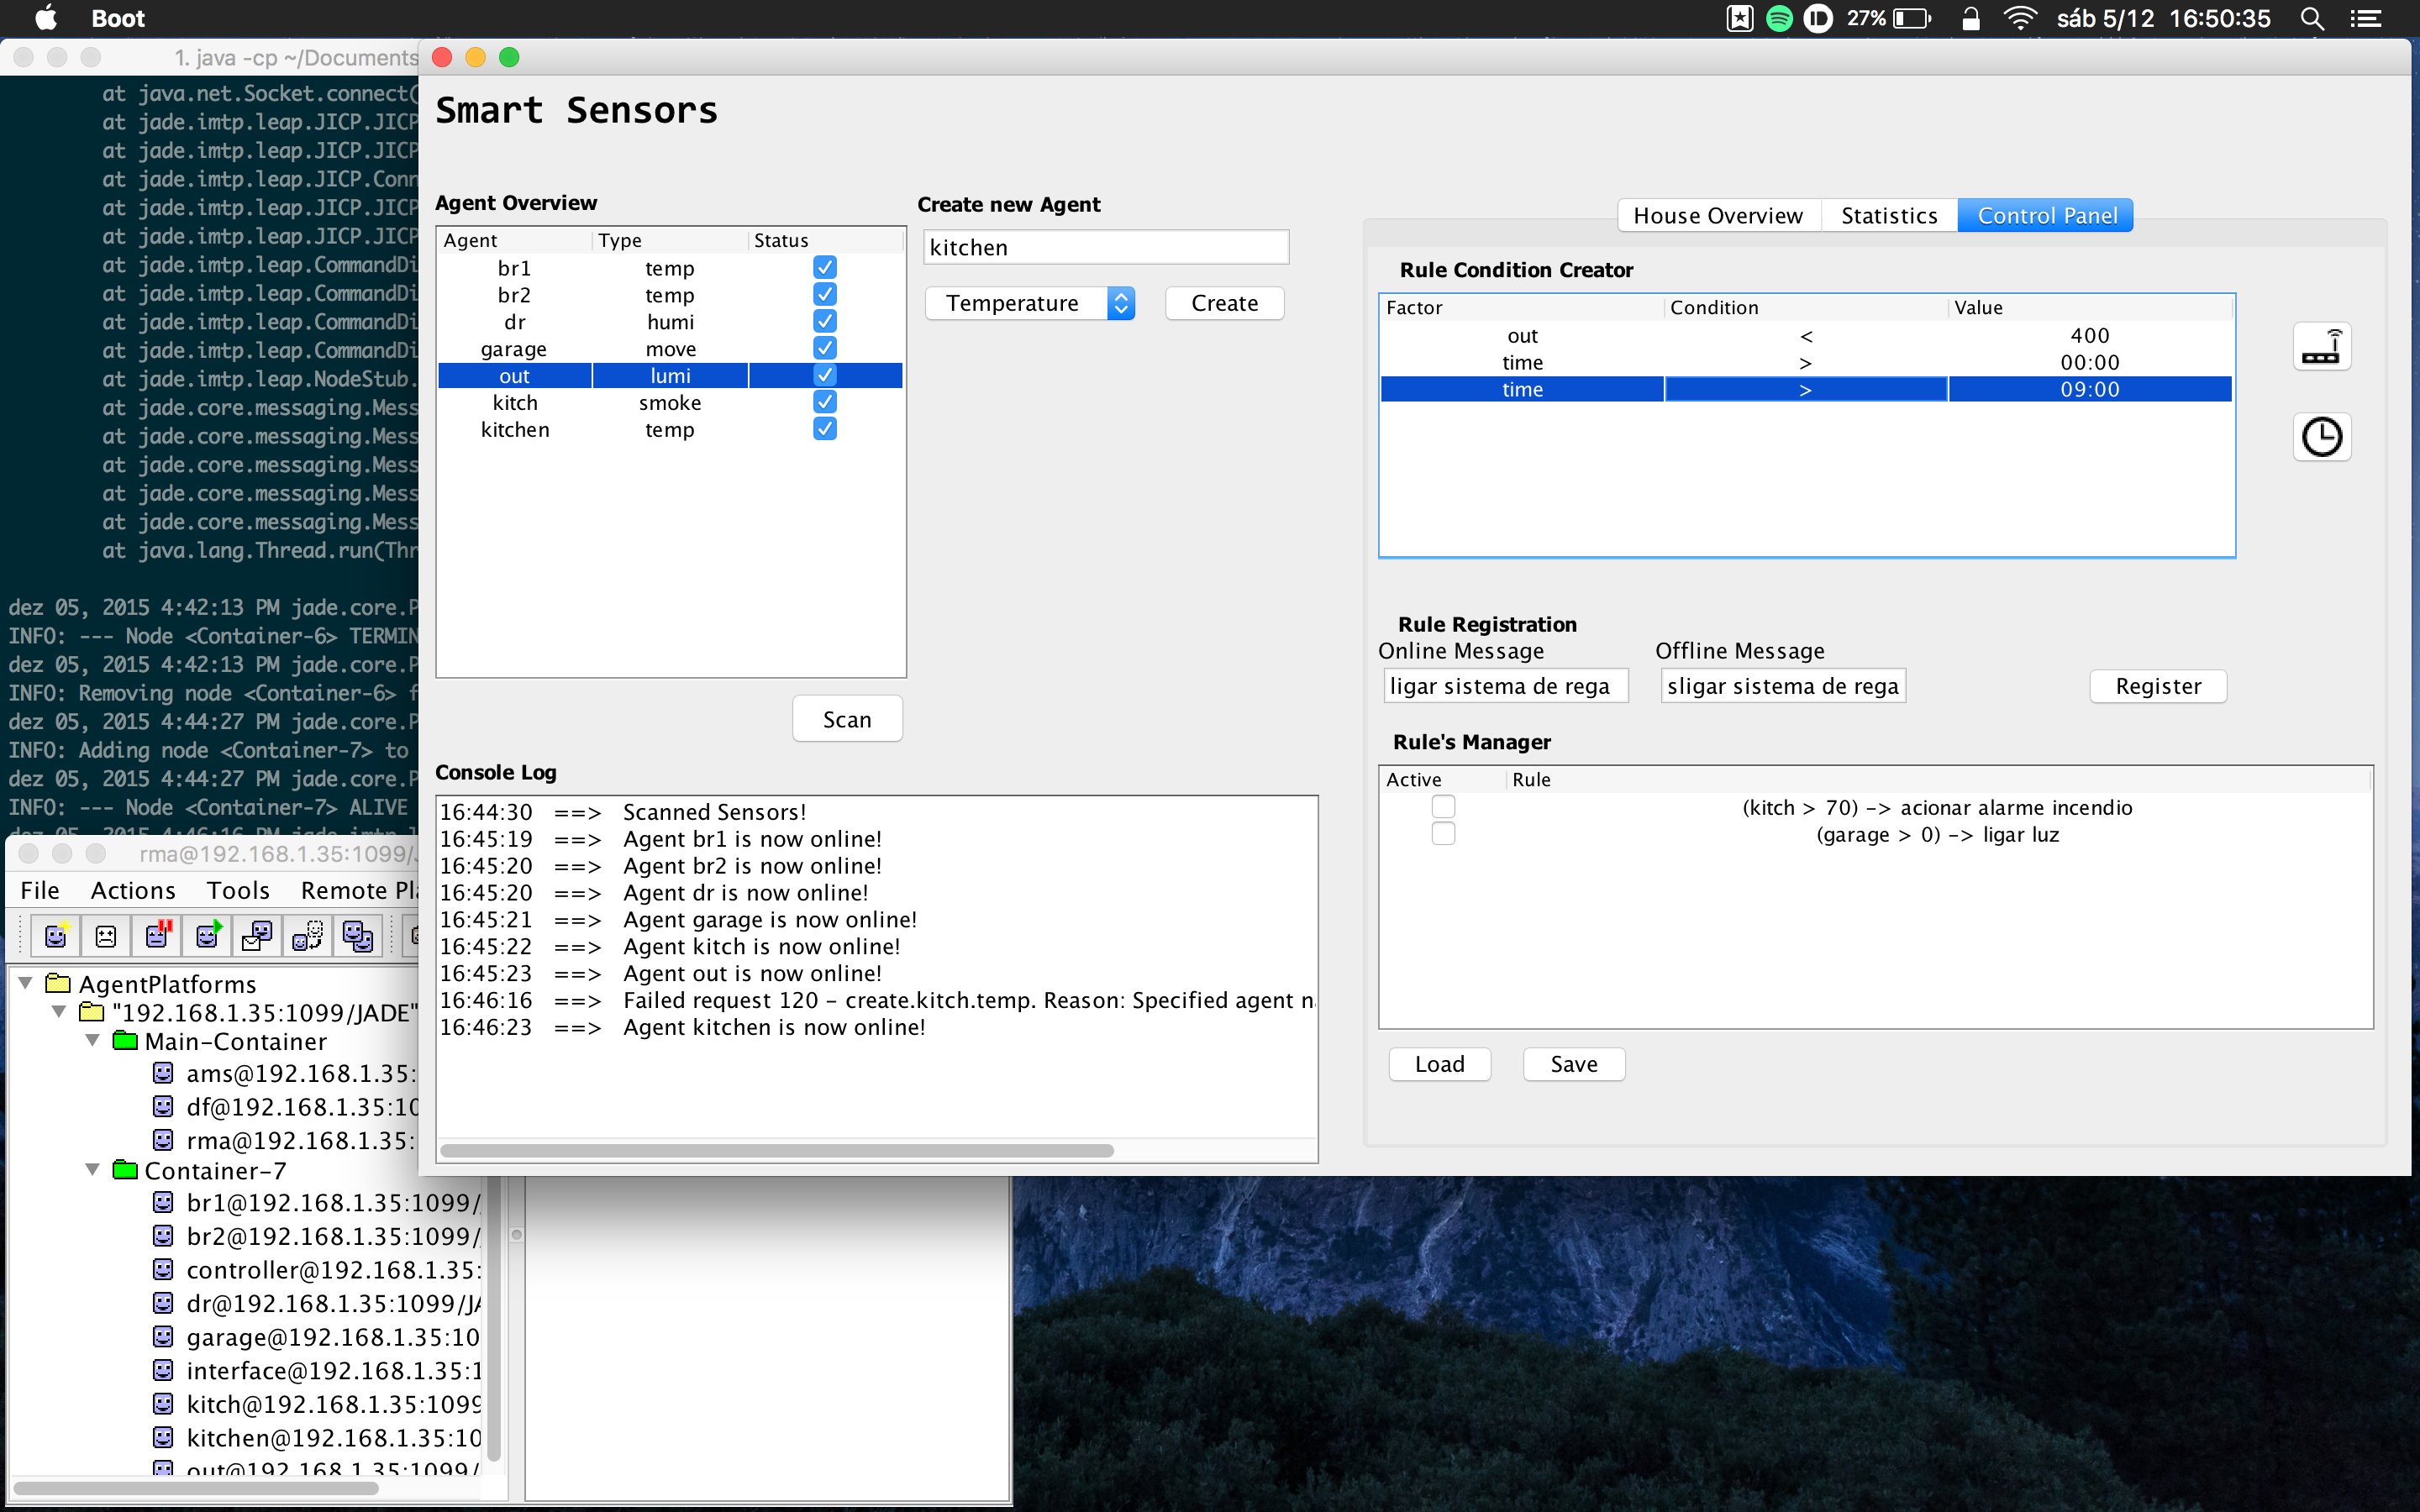 Boot
27%
sáb 5/12 16:50:35
1. java -cp ~/Documents
at java.net.Socket.connect(
at jade.imtp.leap.JICP.JICP
at jade.imtp.leap.JICP.JICP
at jade.imtp.leap.JICP.Conn
at jade.imtp.leap.JICP.JICP
at jade.imtp.leap.JICP.JICP
at jade.imtp.leap.CommandDi
at jade.imtp.leap.CommandDi
at jade.imtp.leap.CommandDi
at jade.imtp.leap.CommandDi
at jade.imtp.leap.NodeStub.
at jade.core.messaging.Mess
at jade.core.messaging.Mess
at jade.core.messaging.Mess
at jade.core.messaging.Mess
at jade.core.messaging.Mess
at java.lang.Thread.run(Thr
dez 05, 2015 4:42:13 PM jade.core.P
INFO: --- Node <Container-6> TERMIN
dez 05, 2015 4:42:13 PM jade.core.P
INFO: Removing node <Container-6> f
dez 05, 2015 4:44:27 PM jade.core.P
INFO: Adding node <Container-7> to
dez 05, 2015 4:44:27 PM jade.core.P
INFO: --- Node <Container-7> ALIVE
dez 05, 2015 4:46:16 PM jade.imtp.l
rma@192.168.1.35:1099/J
File Actions Tools Remote Pla
AgentPlatforms
"192.168.1.35:1099/JADE"
Main-Container
ams@192.168.1.35:
df@192.168.1.35:10
rma@192.168.1.35:
Container-7
br1@192.168.1.35:1099/
br2@192.168.1.35:1099/
controller@192.168.1.35:
dr@192.168.1.35:1099/JA
garage@192.168.1.35:10
interface@192.168.1.35:1
kitch@192.168.1.35:1099
kitchen@192.168.1.35:10
out@192.168.1.35:1099/
Smart Sensors
Agent Overview
Agent Type Status
br1 temp
br2 temp
dr humi
garage move
out lumi
kitch smoke
kitchen temp
Scan
Create new Agent
kitchen
Temperature
Create
Console Log
16:44:30 ==> Scanned Sensors!
16:45:19 ==> Agent br1 is now online!
16:45:20 ==> Agent br2 is now online!
16:45:20 ==> Agent dr is now online!
16:45:21 ==> Agent garage is now online!
16:45:22 ==> Agent kitch is now online!
16:45:23 ==> Agent out is now online!
16:46:16 ==> Failed request 120 - create.kitch.temp. Reason: Specified agent n
16:46:23 ==> Agent kitchen is now online!
House Overview Statistics Control Panel
Rule Condition Creator
Factor Condition Value
out < 400
time > 00:00
time > 09:00
Rule Registration
Online Message Offline Message
ligar sistema de rega sligar sistema de rega Register
Rule's Manager
Active Rule
(kitch > 70) -> acionar alarme incendio
(garage > 0) -> ligar luz
Load Save